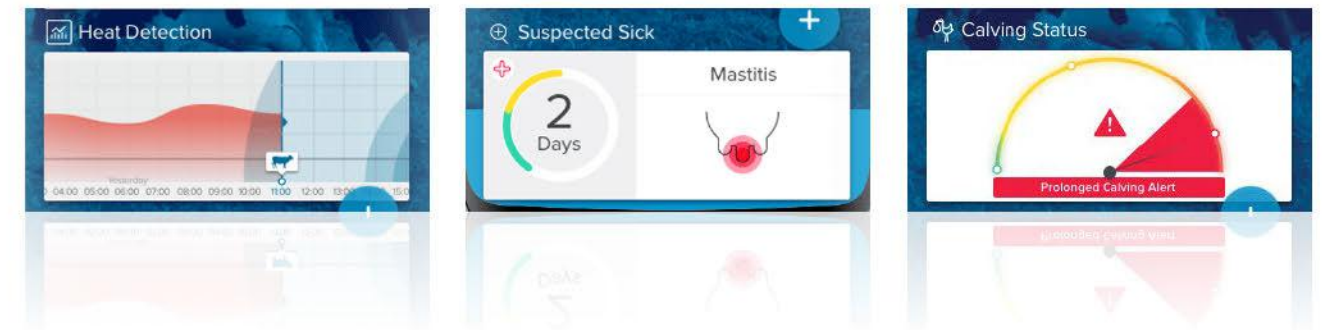 Heat Detection
Yesterday
04:00 05:00 06:00 07:00 08:00 09:00 10:00 11:00 12:00
Suspected Sick
+
2
Days
Mastitis
Calving Status
!
Prolonged Calving Alert